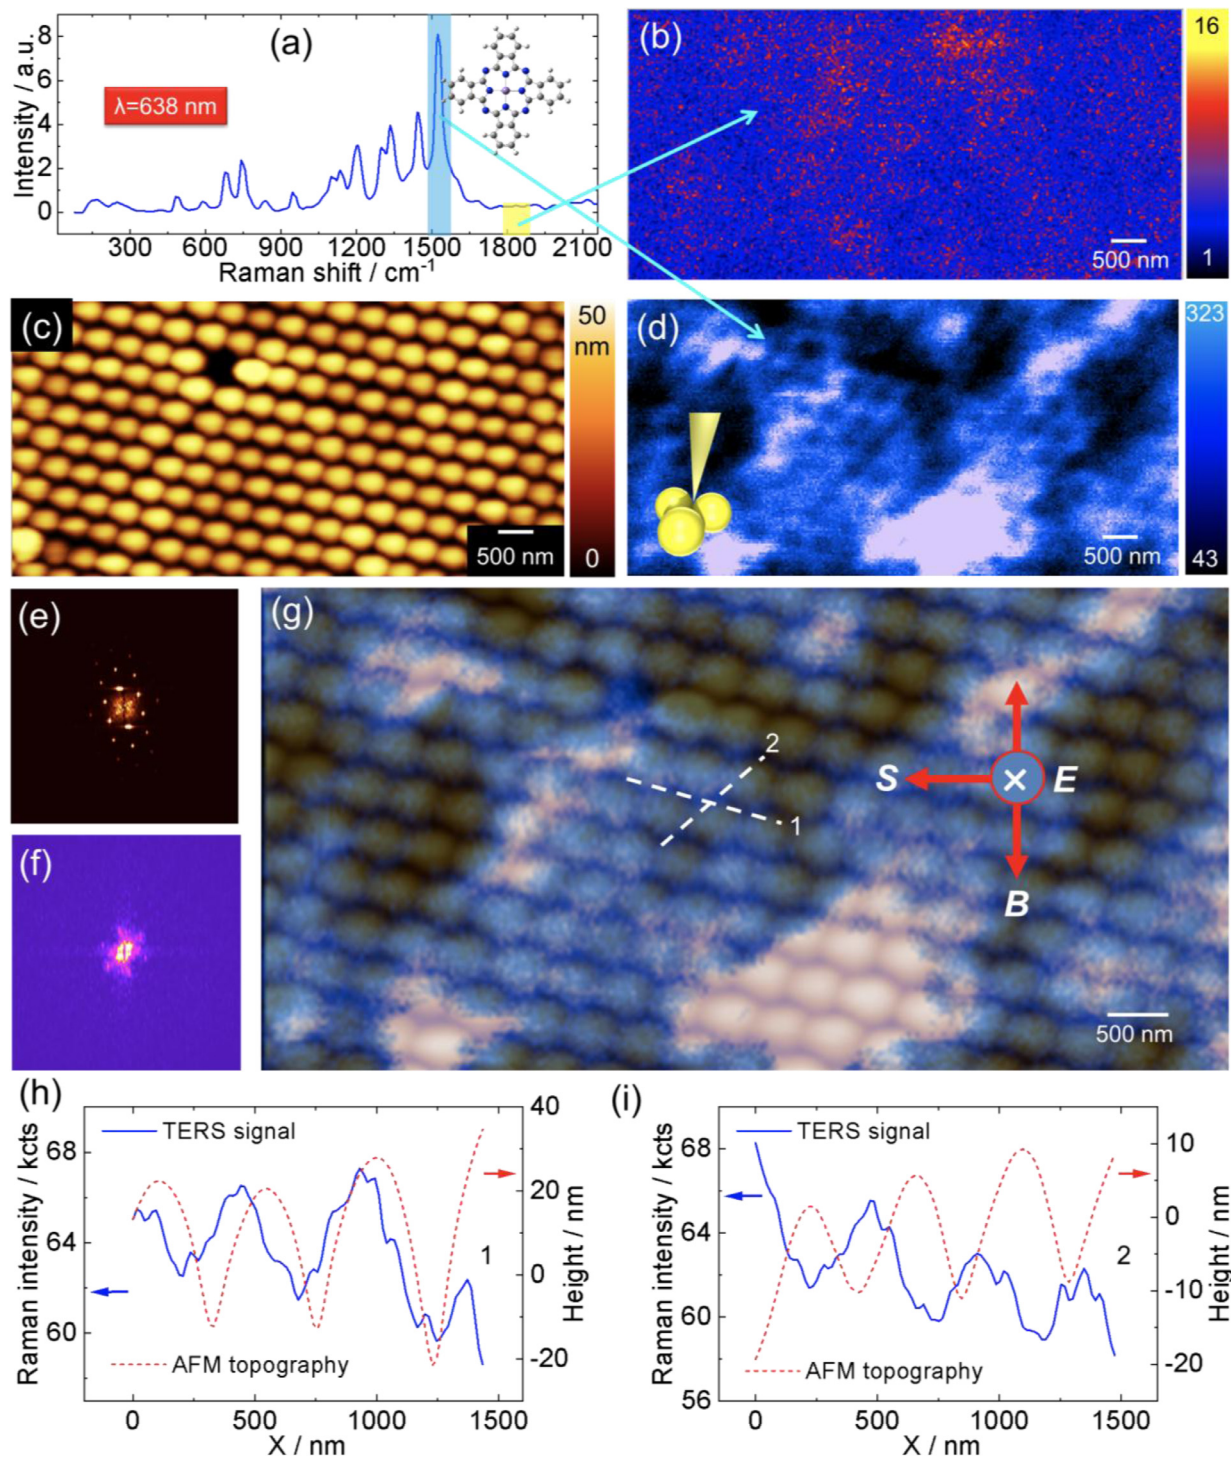 (a)
Intensity / a.u.
8
6
4
2
0
λ=638 nm
300 600 900 1200 1500 1800 2100
Raman shift / cm-1
(b)
16
1
500 nm
(c)
50
nm
0
500 nm
(d)
323
43
500 nm
(e)
(f)
(g)
2
1
S
E
B
500 nm
(h)
Raman intensity / kcts
68
64
60
TERS signal
AFM topography
1
40
20
0
-20
Height / nm
0 500 1000 1500
X / nm
(i)
Raman intensity / kcts
68
64
60
56
TERS signal
AFM topography
2
10
0
-10
-20
Height / nm
0 500 1000 1500
X / nm